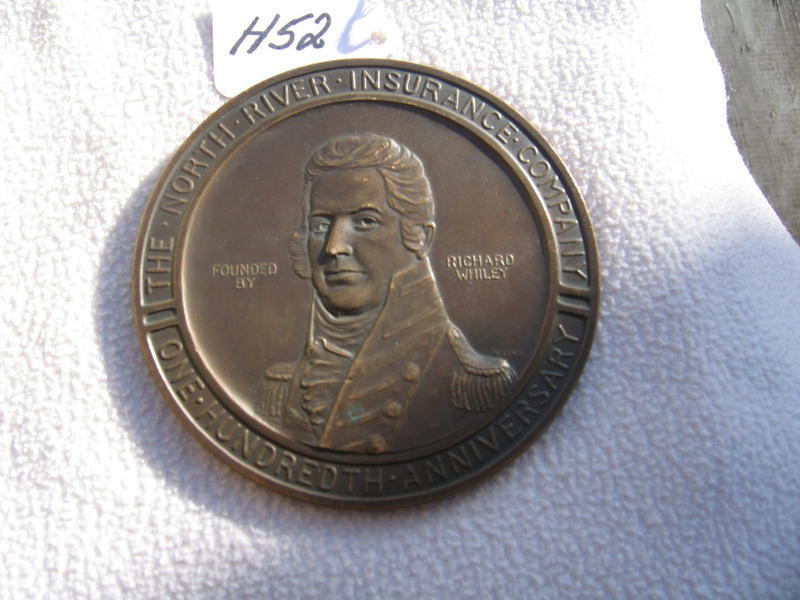 H52
THE · NORTH · RIVER · INSURANCE · COMPANY
FOUNDED
BY
RICHARD
WHILEY
ONE · HUNDREDTH · ANNIVERSARY